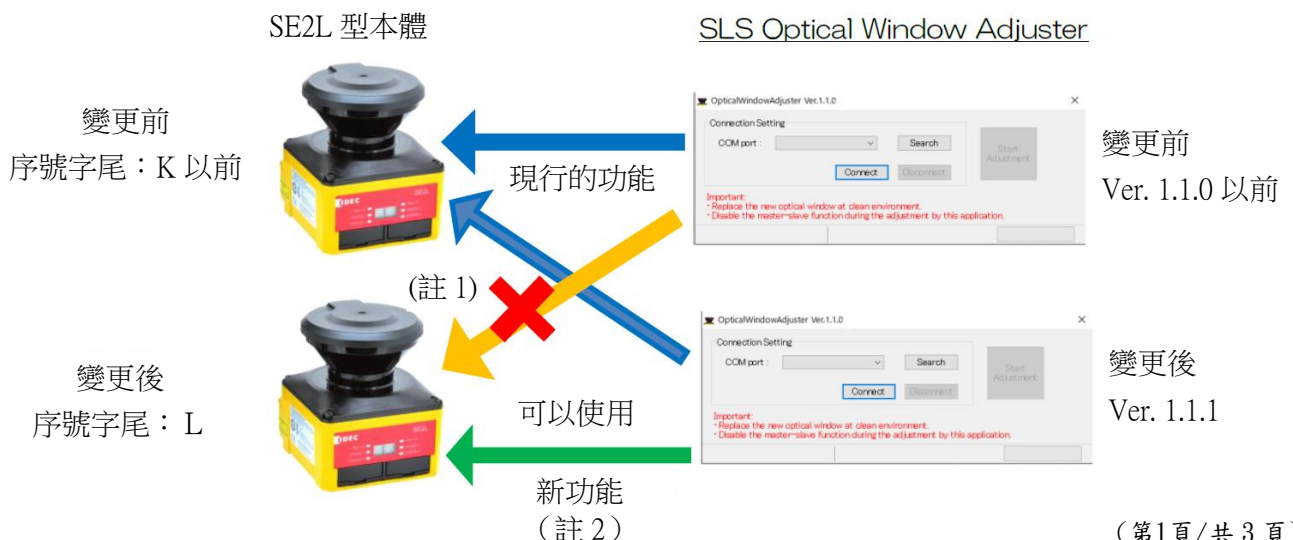 SE2L 型本體
SLS Optical Window Adjuster
變更前
序號字尾：K 以前
IDEC
SE2L
現行的功能
OpticalWindowAdjuster Ver.1.1.0
Connection Setting
COM port :
Search
Connect
Disconnect
Start
Adjustment
Important:
・Replace the new optical window at clean environment.
・Disable the master-slave function during the adjustment by this application.
變更前
Ver. 1.1.0 以前
(註 1)
變更後
序號字尾：L
IDEC
SE2L
可以使用
新功能
（註 2）
OpticalWindowAdjuster Ver.1.1.0
Connection Setting
COM port :
Search
Connect
Disconnect
Start
Adjustment
Important:
・Replace the new optical window at clean environment.
・Disable the master-slave function during the adjustment by this application.
變更後
Ver. 1.1.1
（第1頁/共 3 頁）